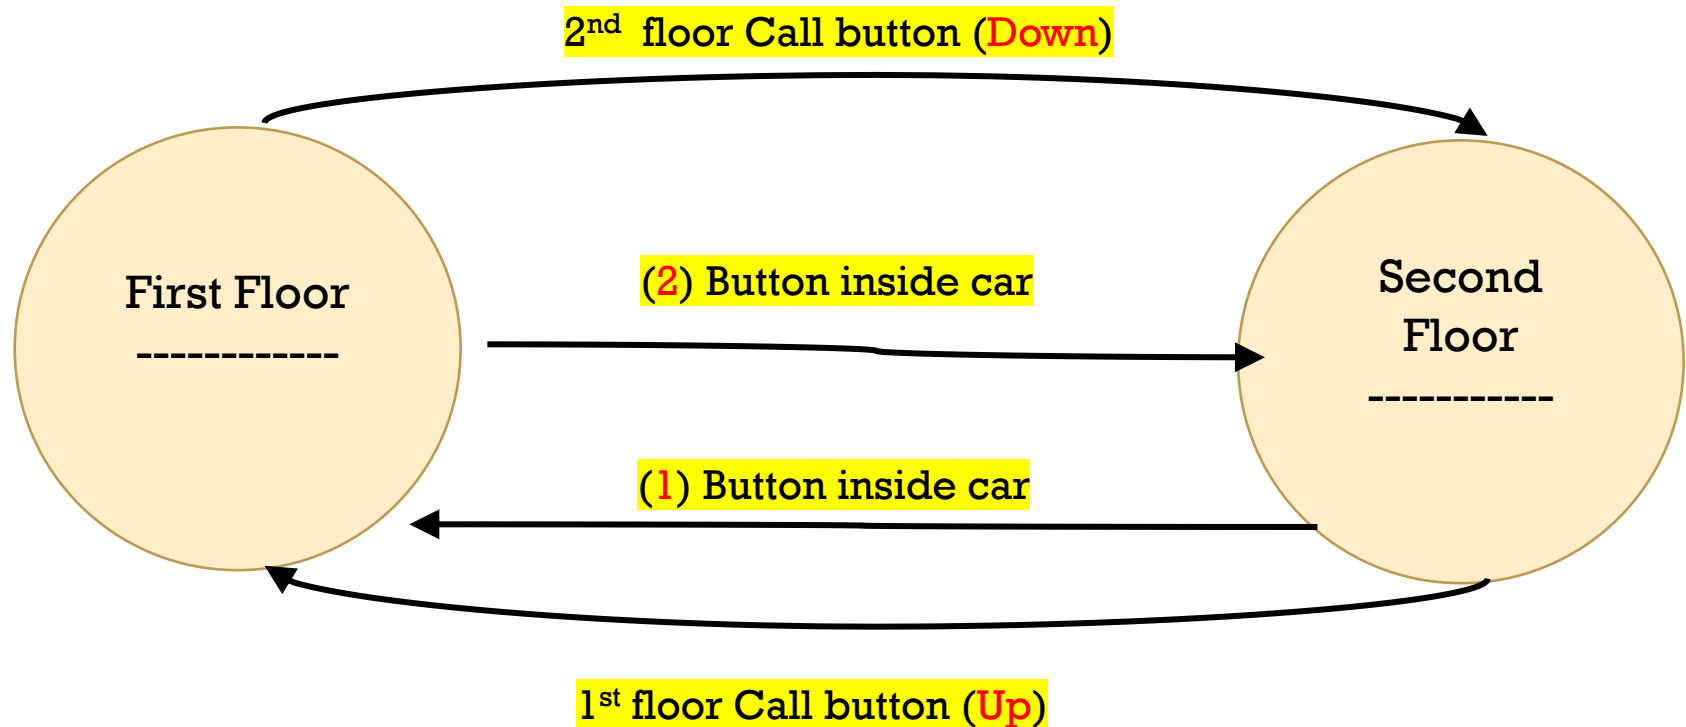 2nd floor Call button (Down)
First Floor
------------
(2) Button inside car
Second
Floor
-----------
(1) Button inside car
1st floor Call button (Up)